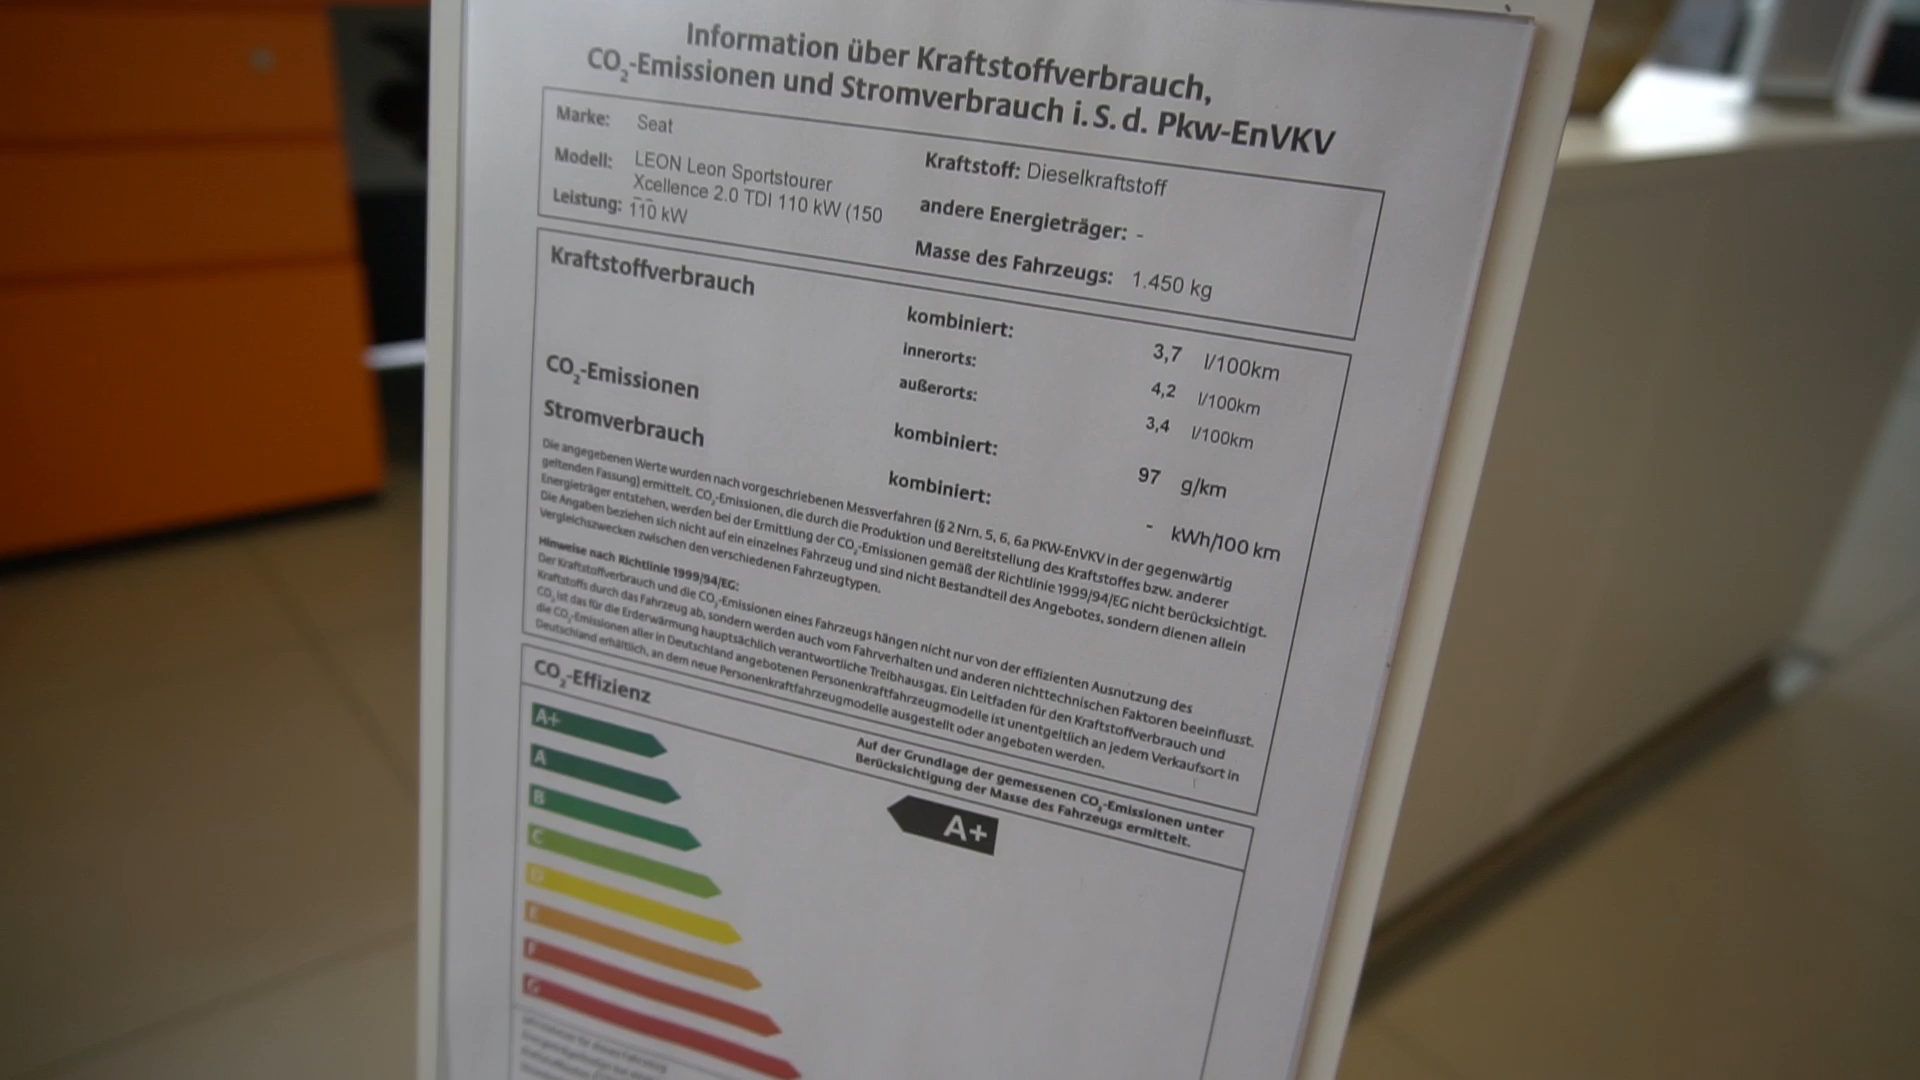 Information über Kraftstoffverbrauch,
CO₂-Emissionen und Stromverbrauch i. S. d. Pkw-EnVKV
Marke: Seat
Modell: LEON Leon Sportstourer
Xcellence 2.0 TDI 110 kW (150
Leistung: 110 kW
Kraftstoff: Dieselkraftstoff
andere Energieträger: -
Masse des Fahrzeugs: 1.450 kg
Kraftstoffverbrauch
kombiniert: 3,7 l/100km
innerorts: 4,2 l/100km
außerorts: 3,4 l/100km
CO₂-Emissionen
kombiniert: 97 g/km
Stromverbrauch
kombiniert: - kWh/100 km
Die angegebenen Werte wurden nach vorgeschriebenen Messverfahren (§ 2 Nrn. 5, 6, 6a PKW-EnVKV in der gegenwärtig
geltenden Fassung) ermittelt. CO₂-Emissionen, die durch die Produktion und Bereitstellung des Kraftstoffes bzw. anderer
Energieträger entstehen, werden bei der Ermittlung der CO₂-Emissionen gemäß der Richtlinie 1999/94/EG nicht berücksichtigt.
Die Angaben beziehen sich nicht auf ein einzelnes Fahrzeug und sind nicht Bestandteil des Angebotes, sondern dienen allein
Vergleichszwecken zwischen den verschiedenen Fahrzeugtypen.
Hinweise nach Richtlinie 1999/94/EG:
Der Kraftstoffverbrauch und die CO₂-Emissionen eines Fahrzeugs hängen nicht nur von der effizienten Ausnutzung des
Kraftstoffs durch das Fahrzeug ab, sondern werden auch vom Fahrverhalten und anderen nichttechnischen Faktoren beeinflusst.
CO₂ ist das für die Erderwärmung hauptsächlich verantwortliche Treibhausgas. Ein Leitfaden für den Kraftstoffverbrauch und
die CO₂-Emissionen aller in Deutschland angebotenen Personenkraftfahrzeugmodelle ist unentgeltlich an jedem Verkaufsort in
Deutschland erhältlich, an dem neue Personenkraftfahrzeugmodelle ausgestellt oder angeboten werden.
CO₂-Effizienz
Auf der Grundlage der gemessenen CO₂-Emissionen unter
Berücksichtigung der Masse des Fahrzeugs ermittelt.
A+
A
B
C
D
E
F
G
A+